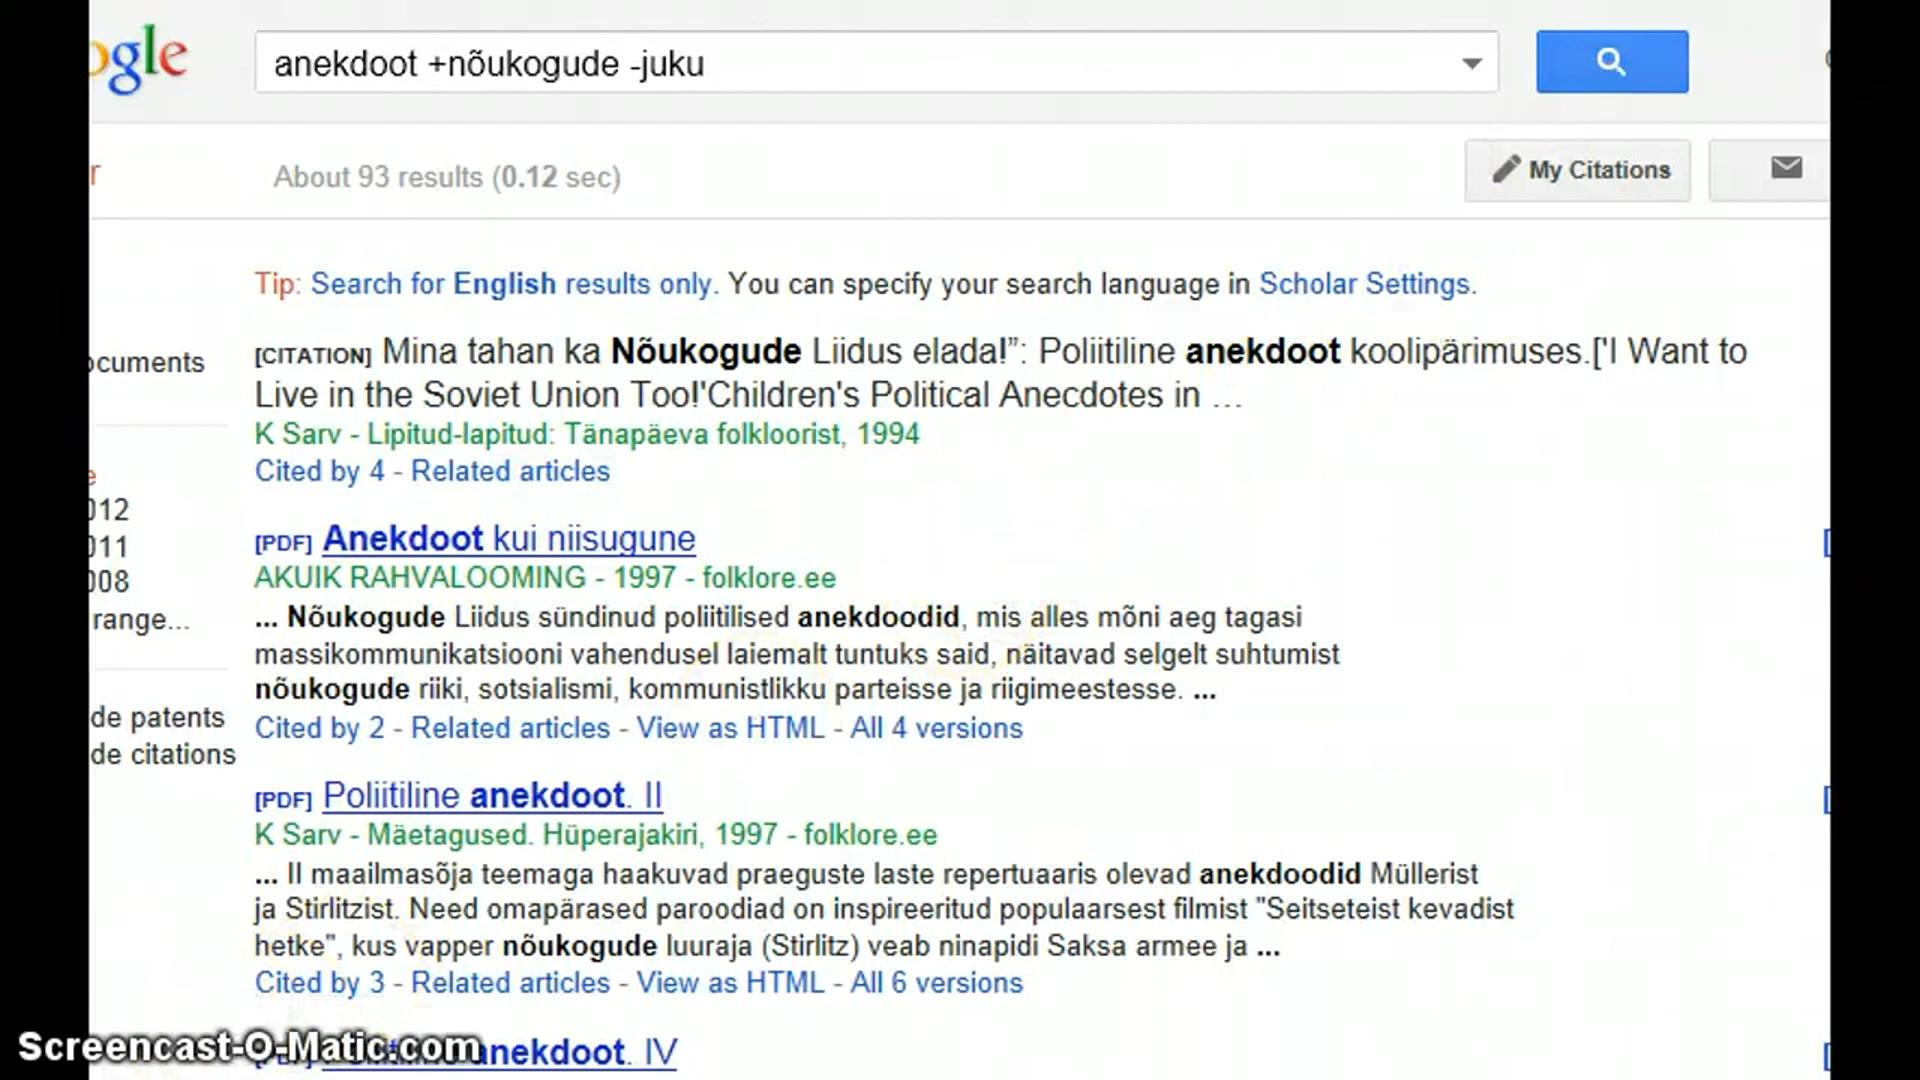 ogle
anekdoot +nõukogude -juku
r
About 93 results (0.12 sec)
My Citations
Tip: Search for English results only. You can specify your search language in Scholar Settings.
ocuments
[CITATION] Mina tahan ka Nõukogude Liidus elada!”: Poliitiline anekdoot koolipärimuses.['I Want to
Live in the Soviet Union Too!'Children's Political Anecdotes in ...
K Sarv - Lipitud-lapitud: Tänapäeva folkloorist, 1994
Cited by 4 - Related articles
e
012
011
008
range...
[PDF] Anekdoot kui niisugune
AKUIK RAHVALOOMING - 1997 - folklore.ee
... Nõukogude Liidus sündinud poliitilised anekdoodid, mis alles mõni aeg tagasi
massikommunikatsiooni vahendusel laiemalt tuntuks said, näitavad selgelt suhtumist
nõukogude riiki, sotsialismi, kommunistlikku parteisse ja riigimeestesse. ...
Cited by 2 - Related articles - View as HTML - All 4 versions
de patents
de citations
[PDF] Poliitiline anekdoot. II
K Sarv - Mäetagused. Hüperajakiri, 1997 - folklore.ee
... II maailmasõja teemaga haakuvad praeguste laste repertuaaris olevad anekdoodid Müllerist
ja Stirlitzist. Need omapärased paroodiad on inspireeritud populaarsest filmist "Seitseteist kevadist
hetke", kus vapper nõukogude luuraja (Stirlitz) veab ninapidi Saksa armee ja ...
Cited by 3 - Related articles - View as HTML - All 6 versions
anekdoot. IV
Screencast-O-Matic.com